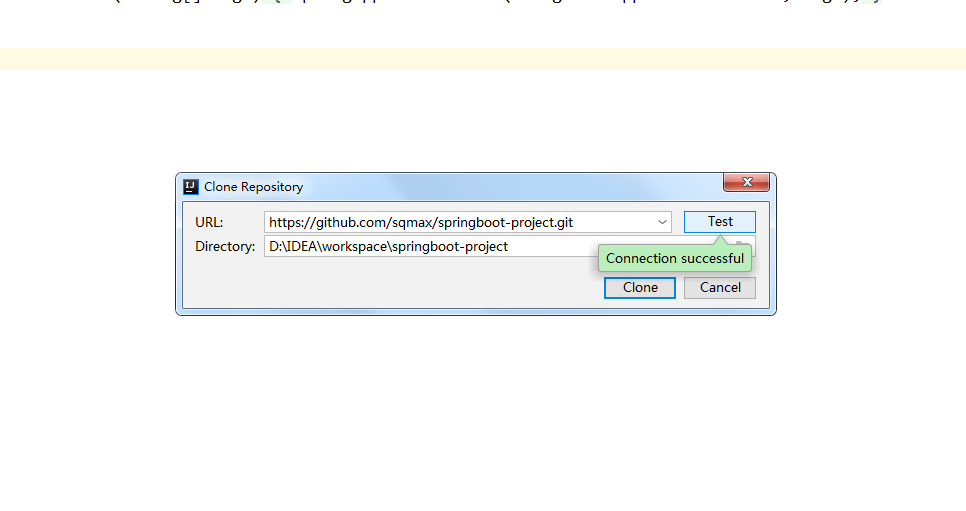 Clone Repository
URL: https://github.com/sqmax/springboot-project.git Test
Directory: D:\IDEA\workspace\springboot-project
Connection successful
Clone Cancel